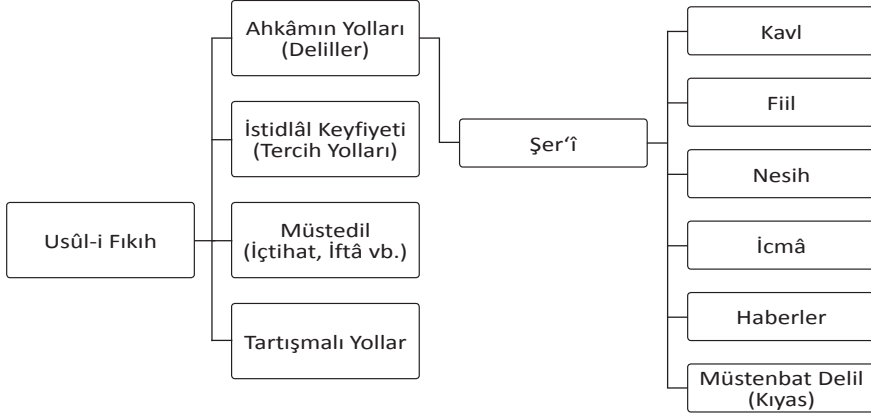 Usûl-i Fıkıh
Ahkâmın Yolları
(Deliller)
İstidlâl Keyfiyeti
(Tercih Yolları)
Müstedil
(İçtihat, İftâ vb.)
Tartışmalı Yollar
Şer‘î
Kavl
Fiil
Nesih
İcmâ
Haberler
Müstenbat Delil
(Kıyas)